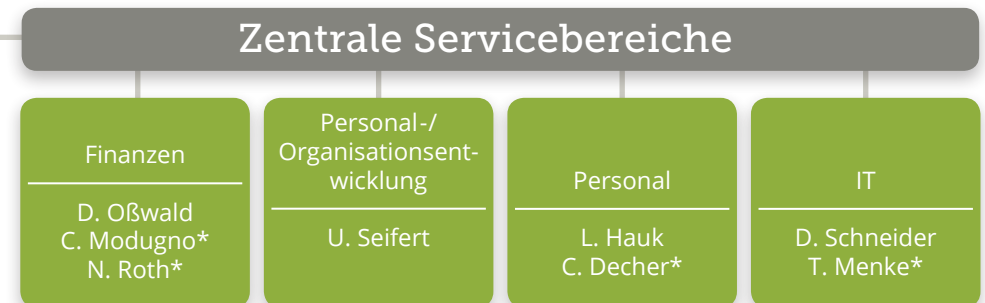 Zentrale Servicebereiche
Finanzen
D. Oßwald
C. Modugno*
N. Roth*
Personal-/
Organisationsent-
wicklung
U. Seifert
Personal
L. Hauk
C. Decher*
IT
D. Schneider
T. Menke*